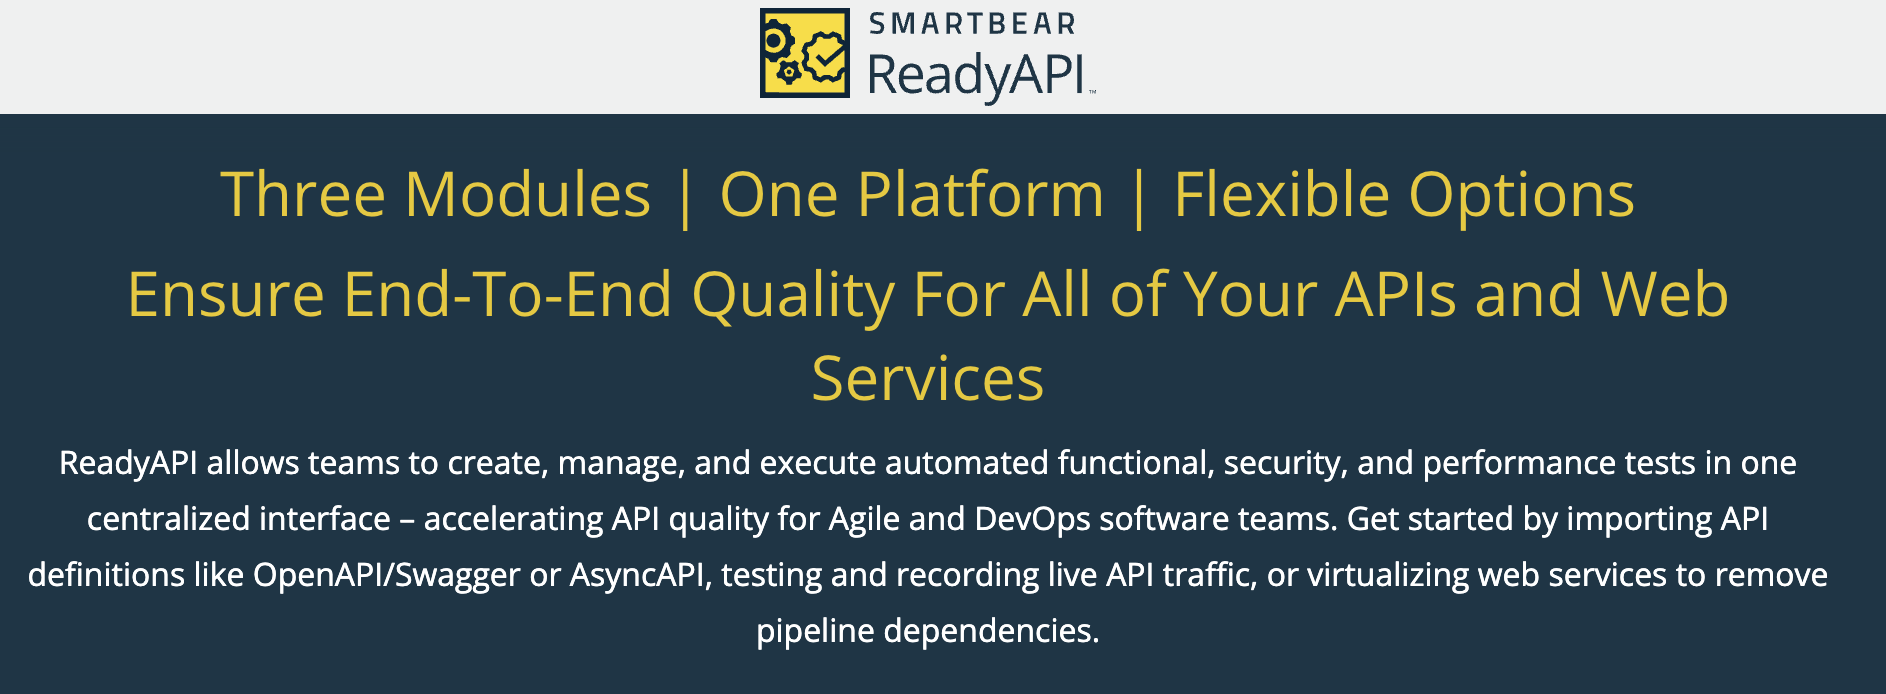 SMARTBEAR
ReadyAPI™
Three Modules | One Platform | Flexible Options
Ensure End-To-End Quality For All of Your APIs and Web
Services
ReadyAPI allows teams to create, manage, and execute automated functional, security, and performance tests in one
centralized interface – accelerating API quality for Agile and DevOps software teams. Get started by importing API
definitions like OpenAPI/Swagger or AsyncAPI, testing and recording live API traffic, or virtualizing web services to remove
pipeline dependencies.